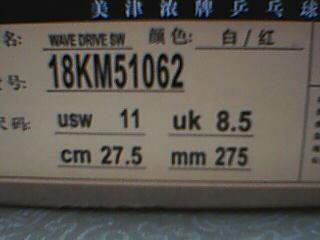 美津浓牌乒乓球
名: WAVE DRIVE SW 颜色: 白/红
号: 18KM51062
尺码: usw 11 uk 8.5
cm 27.5 mm 275